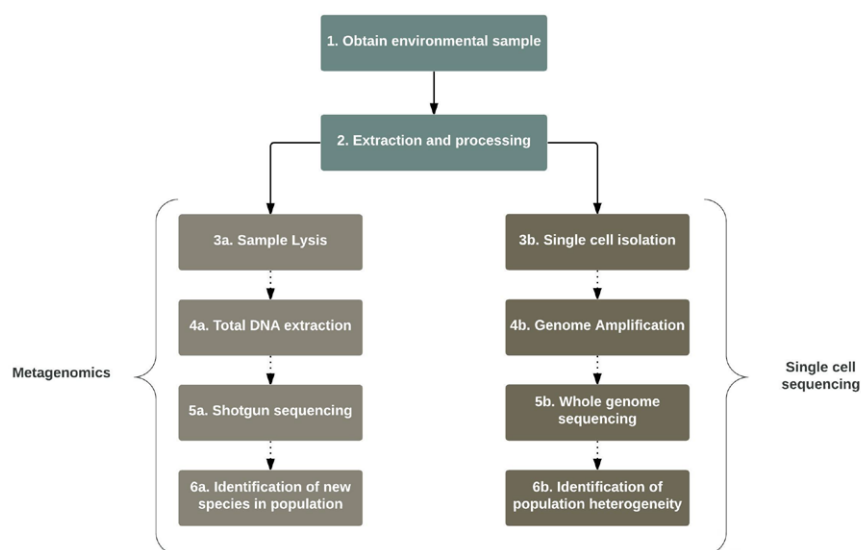 1. Obtain environmental sample
2. Extraction and processing
3a. Sample Lysis
4a. Total DNA extraction
5a. Shotgun sequencing
6a. Identification of new
species in population
Metagenomics
3b. Single cell isolation
4b. Genome Amplification
5b. Whole genome
sequencing
6b. Identification of
population heterogeneity
Single cell
sequencing